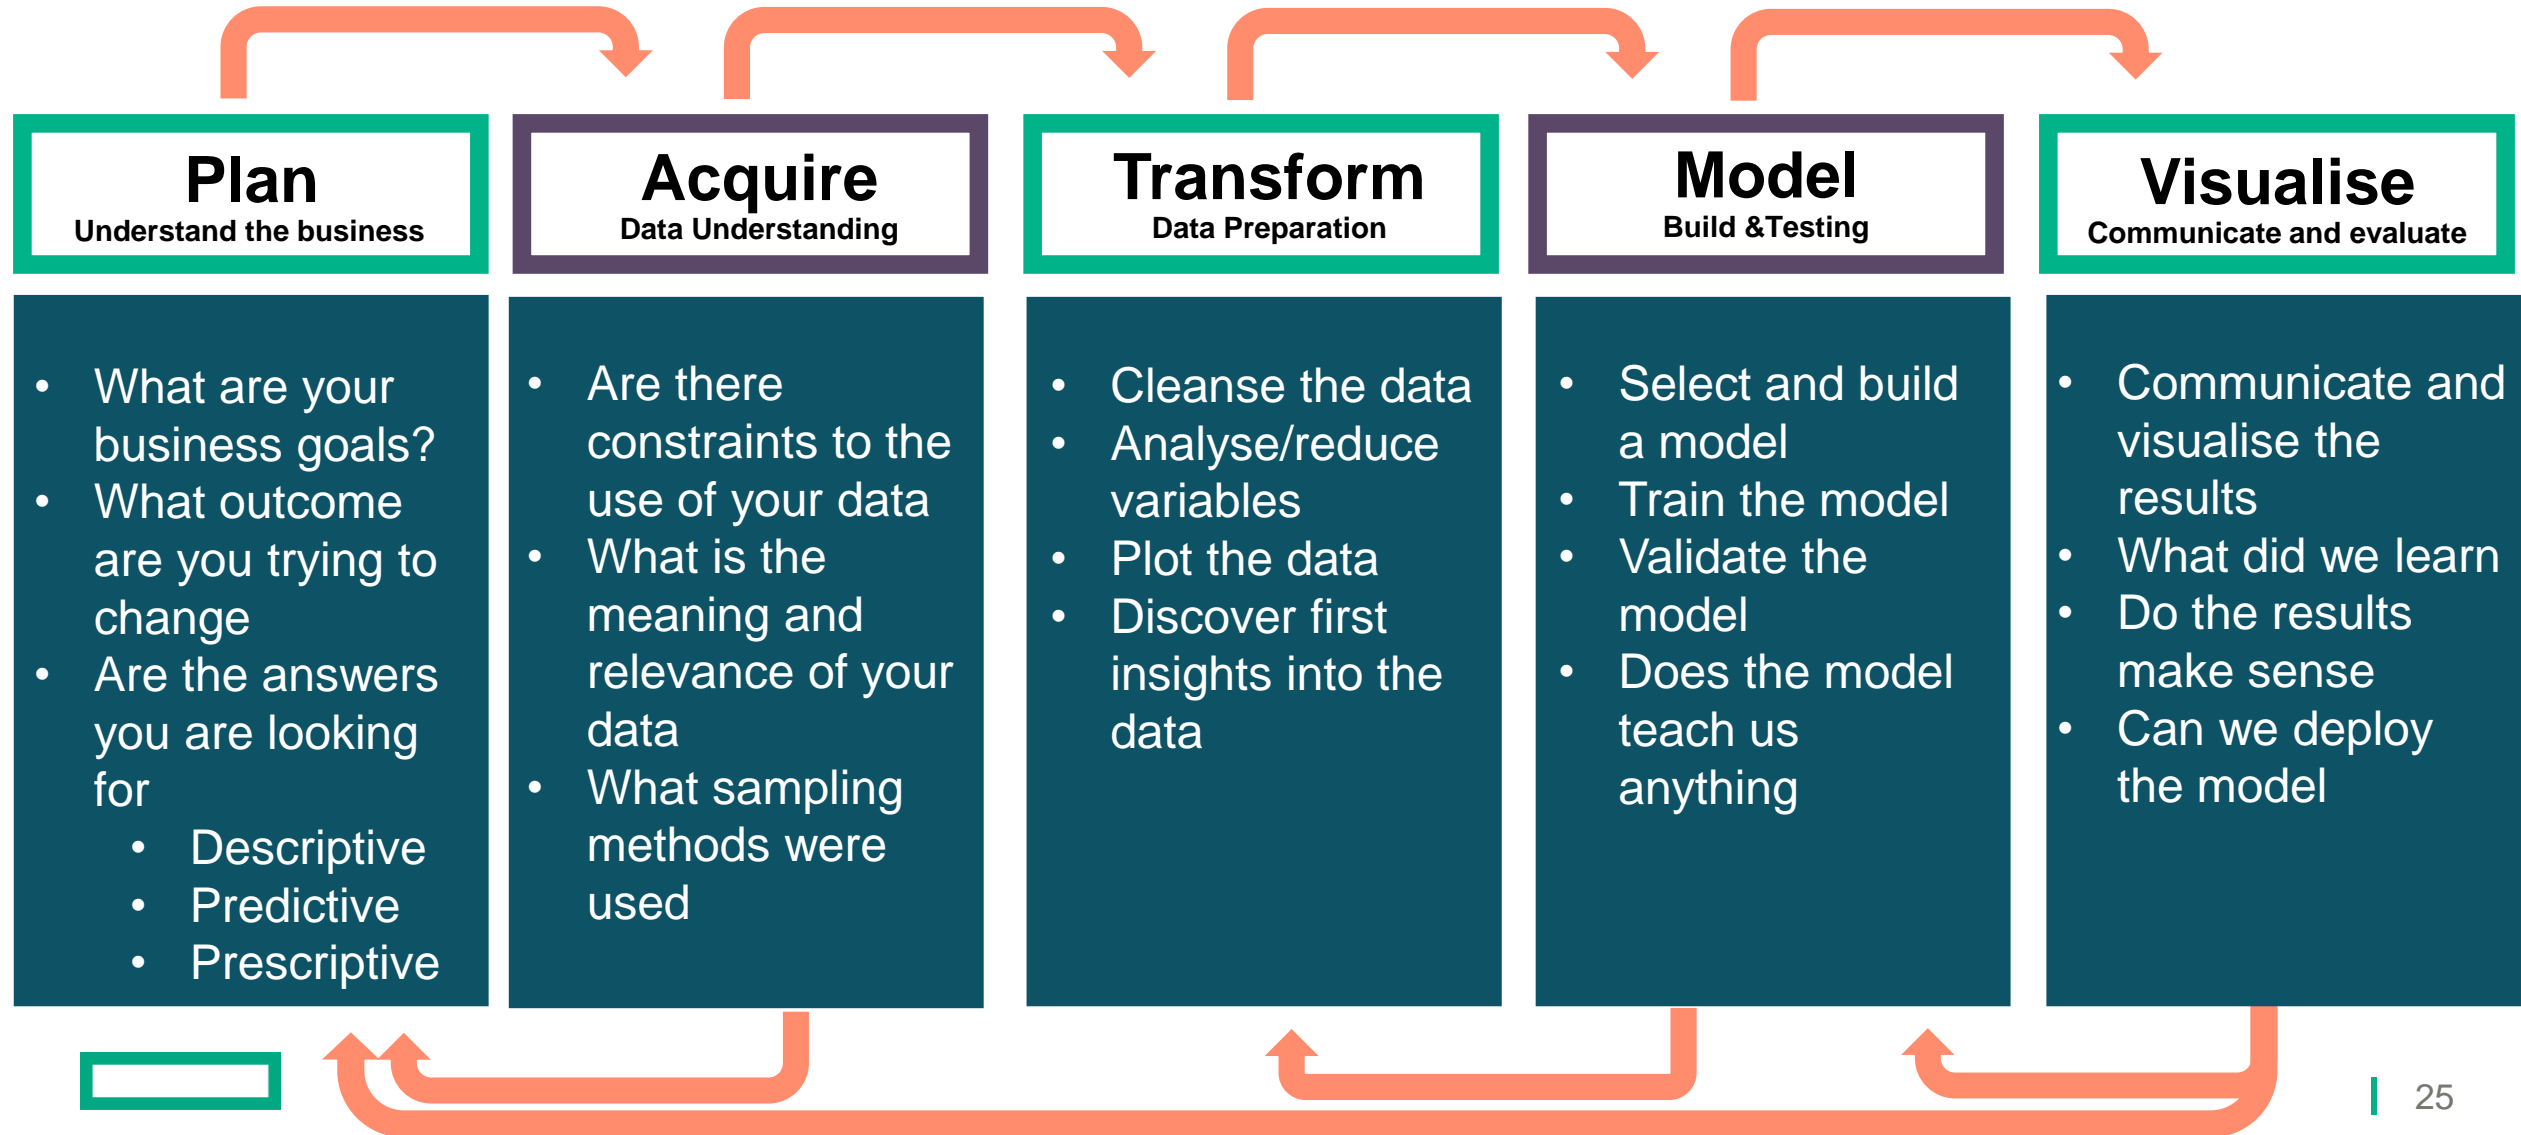 Plan
Understand the business
Acquire
Data Understanding
Transform
Data Preparation
Model
Build &Testing
Visualise
Communicate and evaluate
• What are your
business goals?
• What outcome
are you trying to
change
• Are the answers
you are looking
for
• Descriptive
• Predictive
• Prescriptive
• Are there
constraints to the
use of your data
• What is the
meaning and
relevance of your
data
• What sampling
methods were
used
• Cleanse the data
• Analyse/reduce
variables
• Plot the data
• Discover first
insights into the
data
• Select and build
a model
• Train the model
• Validate the
model
• Does the model
teach us
anything
• Communicate and
visualise the
results
• What did we learn
• Do the results
make sense
• Can we deploy
the model
25